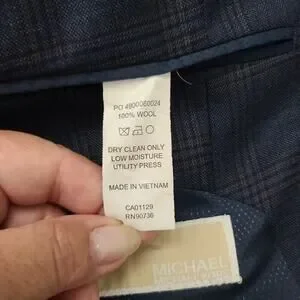 PO 4900060024
100% WOOL
DRY CLEAN ONLY
LOW MOISTURE
UTILITY PRESS
MADE IN VIETNAM
CA01129
RN90736
MICHAEL